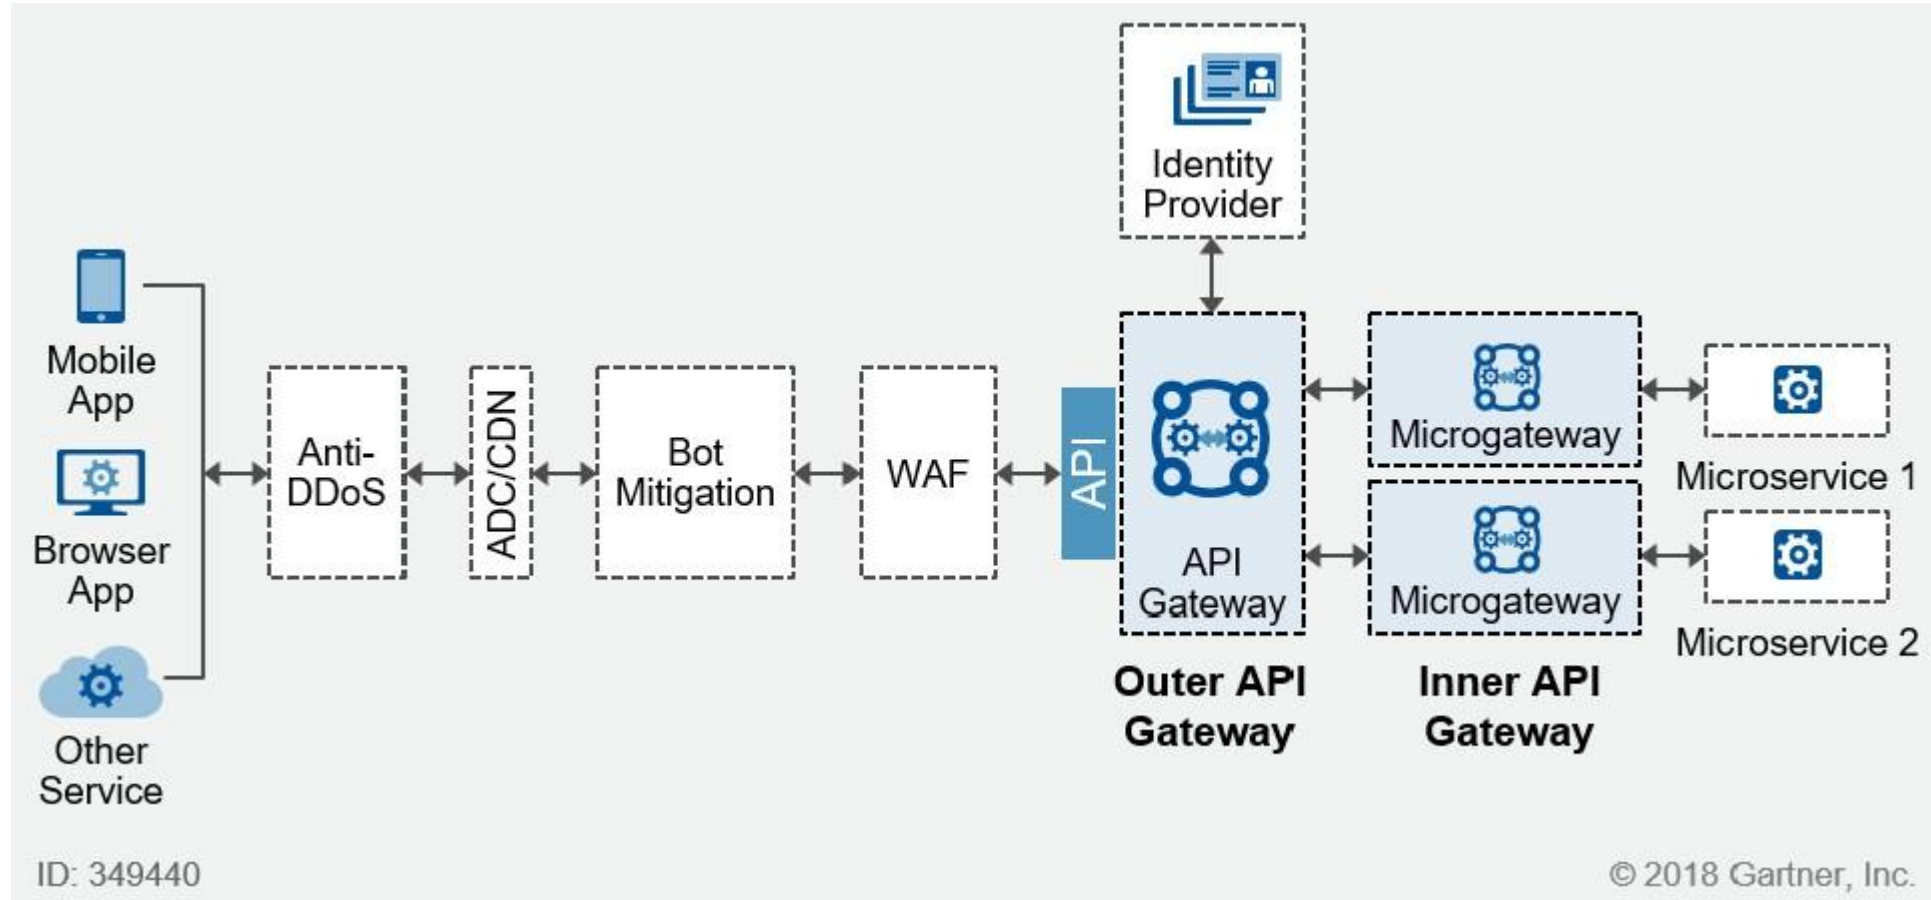 Identity
Provider
Mobile
App
Browser
App
Other
Service
Anti-
DDoS
ADC/CDN
Bot
Mitigation
WAF
API
API
Gateway
Microgateway
Microgateway
Microservice 1
Microservice 2
Outer API
Gateway
Inner API
Gateway
ID: 349440
© 2018 Gartner, Inc.